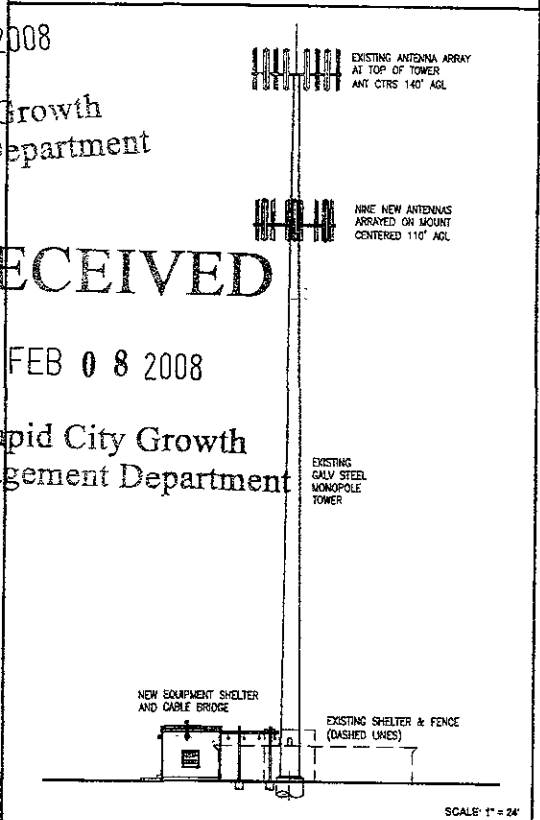 2008
Growth
epartment
EXISTING ANTENNA ARRAY
AT TOP OF TOWER
ANT CTRS 140' AGL
NINE NEW ANTENNAS
ARRAYED ON MOUNT
CENTERED 110' AGL
ECEIVED
FEB 0 8 2008
pid City Growth
gement Department
EXISTING
GALV STEEL
MONOPOLE
TOWER
NEW EQUIPMENT SHELTER
AND CABLE BRIDGE
EXISTING SHELTER & FENCE
(DASHED LINES)
SCALE: 1" = 24'